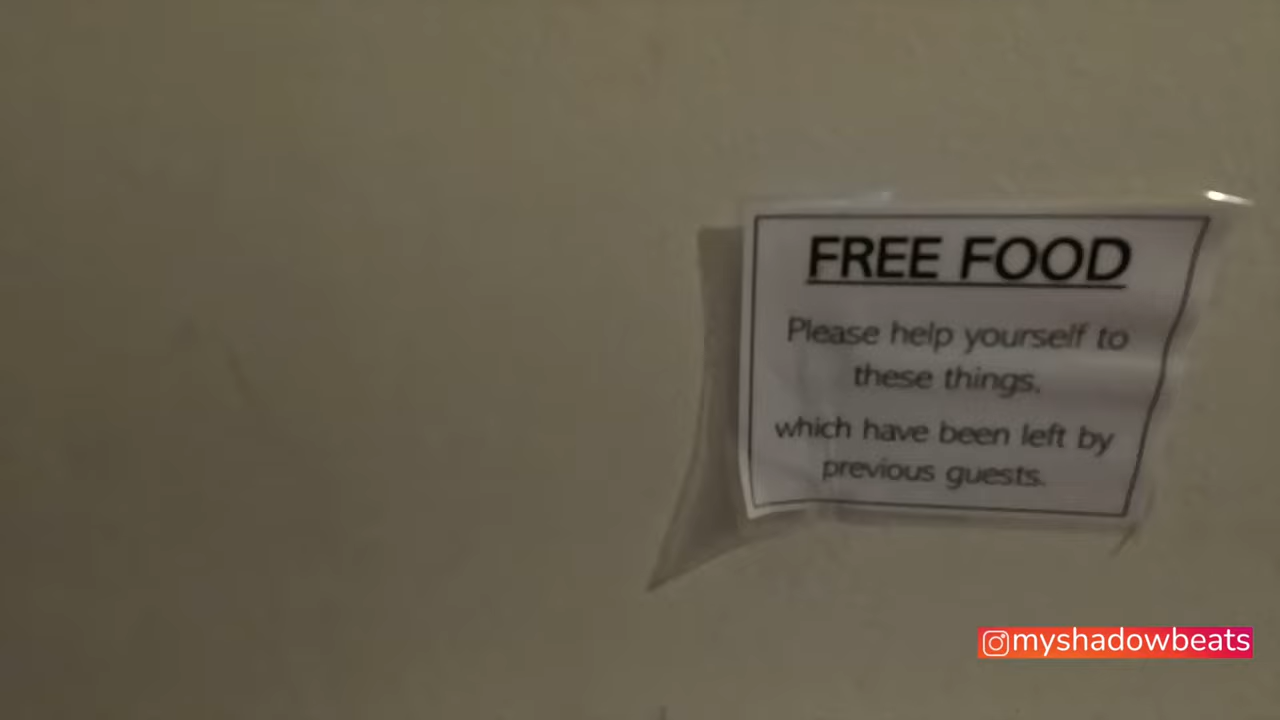 FREE FOOD
Please help yourself to
these things.
which have been left by
previous guests.
myshadowbeats